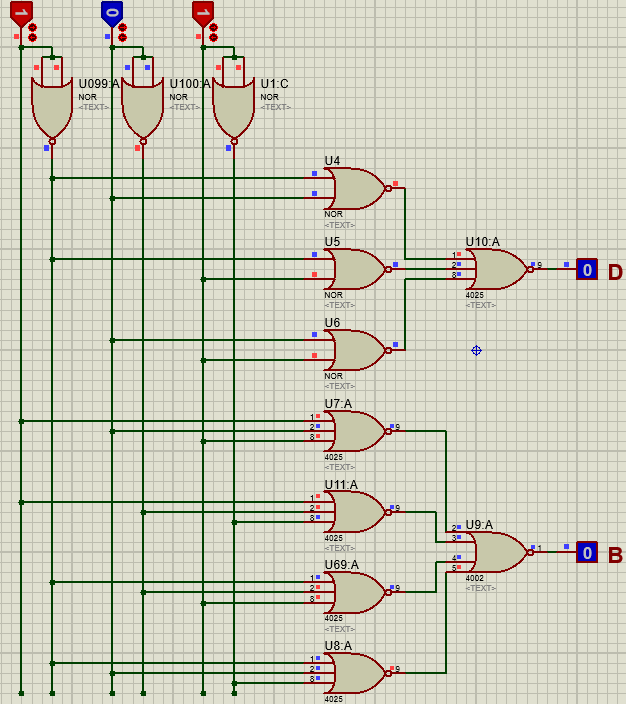 1
0
1
U099:A
NOR
<TEXT>
U100:A
NOR
<TEXT>
U1:C
NOR
<TEXT>
U4
NOR
<TEXT>
U5
NOR
<TEXT>
U6
NOR
<TEXT>
U10:A
1
2
8
9
4025
<TEXT>
0
D
U7:A
1
2
8
9
4025
<TEXT>
U11:A
1
2
8
9
4025
<TEXT>
U69:A
1
2
8
9
4025
<TEXT>
U8:A
1
2
8
9
4025
U9:A
2
3
4
5
1
4002
<TEXT>
0
B